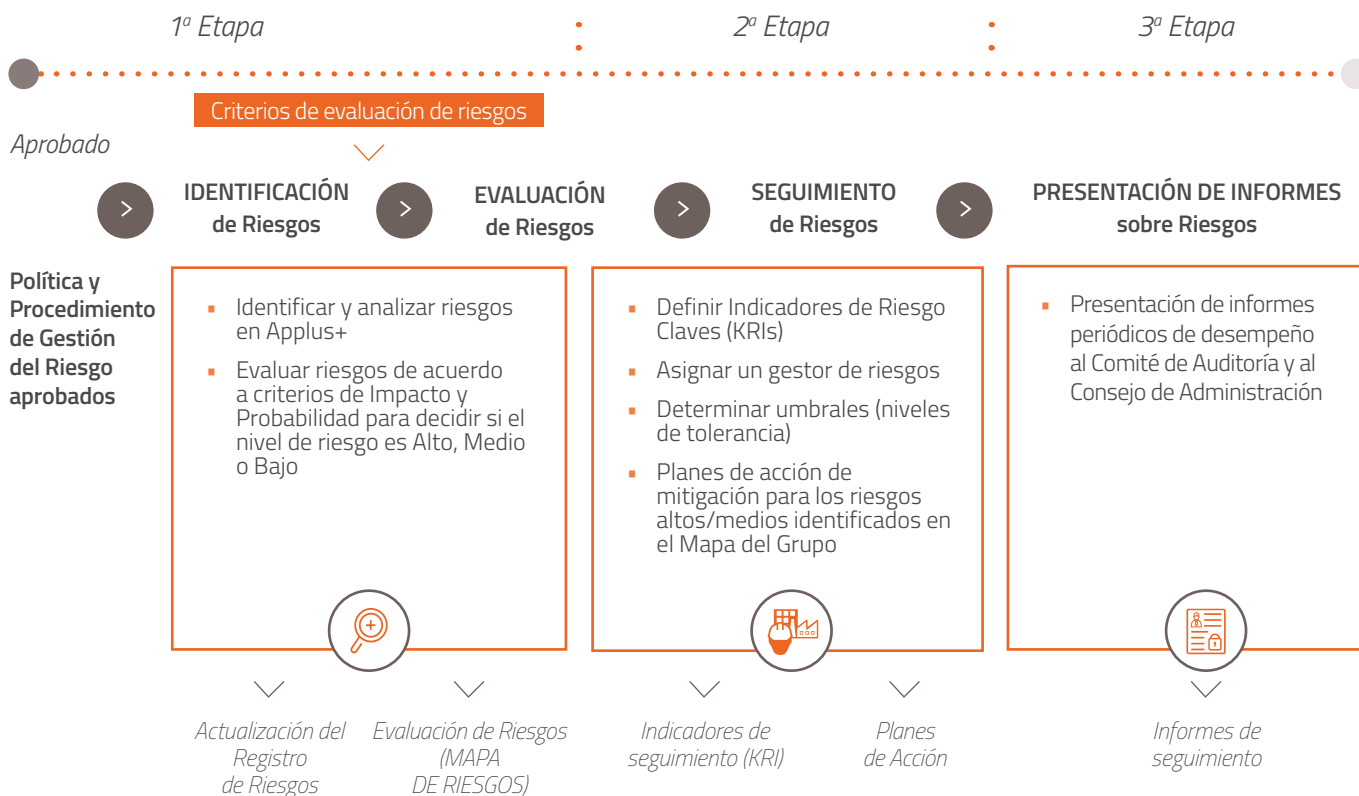 1ª Etapa
2ª Etapa
3ª Etapa
Criterios de evaluación de riesgos
Aprobado
IDENTIFICACIÓN
de Riesgos
EVALUACIÓN
de Riesgos
SEGUIMIENTO
de Riesgos
PRESENTACIÓN DE INFORMES
sobre Riesgos
Política y
Procedimiento
de Gestión
del Riesgo
aprobados
Identificar y analizar riesgos
en Applus+
Evaluar riesgos de acuerdo
a criterios de Impacto y
Probabilidad para decidir si el
nivel de riesgo es Alto, Medio
o Bajo
Definir Indicadores de Riesgo
Claves (KRIs)
Asignar un gestor de riesgos
Determinar umbrales (niveles
de tolerancia)
Planes de acción de
mitigación para los riesgos
altos/medios identificados en
el Mapa del Grupo
Presentación de informes
periódicos de desempeño
al Comité de Auditoría y al
Consejo de Administración
Actualización del
Registro
de Riesgos
Evaluación de Riesgos
(MAPA
DE RIESGOS)
Indicadores de
seguimiento (KRI)
Planes
de Acción
Informes de
seguimiento